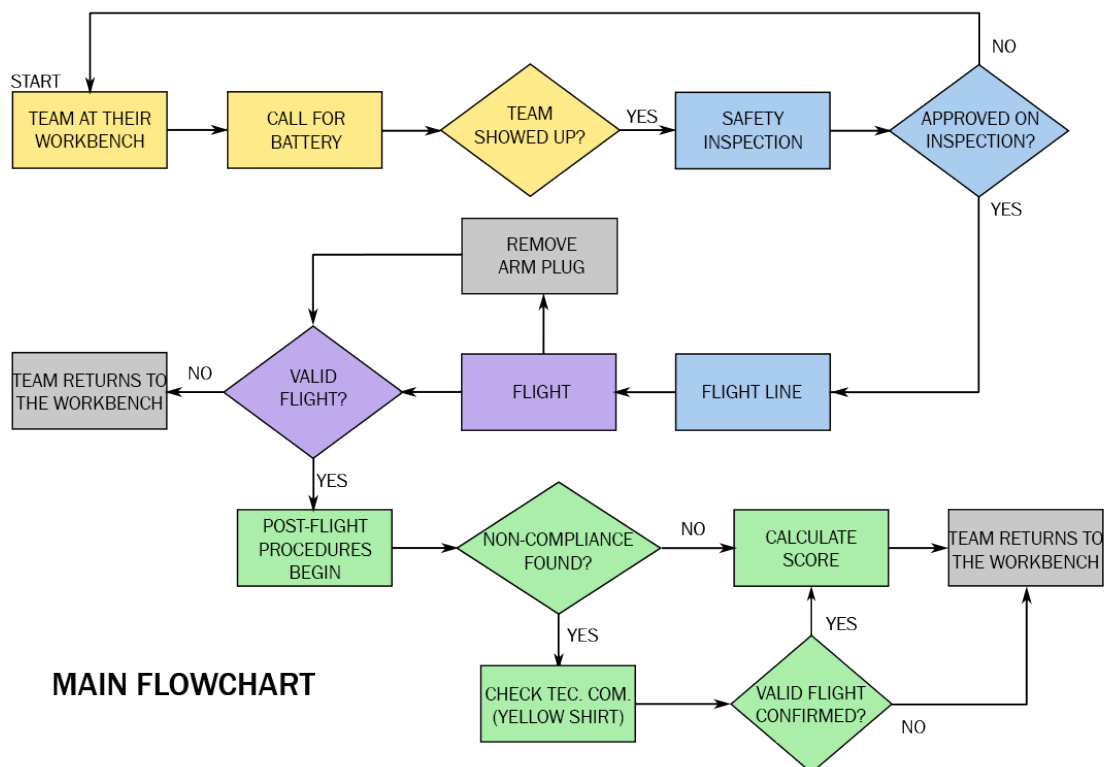 NO
START
TEAM AT THEIR
WORKBENCH
CALL FOR
BATTERY
TEAM
SHOWED UP?
YES
SAFETY
INSPECTION
APPROVED ON
INSPECTION?
YES
REMOVE
ARM PLUG
TEAM RETURNS TO
THE WORKBENCH
NO
VALID
FLIGHT?
FLIGHT
FLIGHT LINE
YES
POST-FLIGHT
PROCEDURES
BEGIN
NON-COMPLIANCE
FOUND?
NO
CALCULATE
SCORE
TEAM RETURNS TO
THE WORKBENCH
YES
YES
MAIN FLOWCHART
CHECK TEC. COM.
(YELLOW SHIRT)
VALID FLIGHT
CONFIRMED?
NO